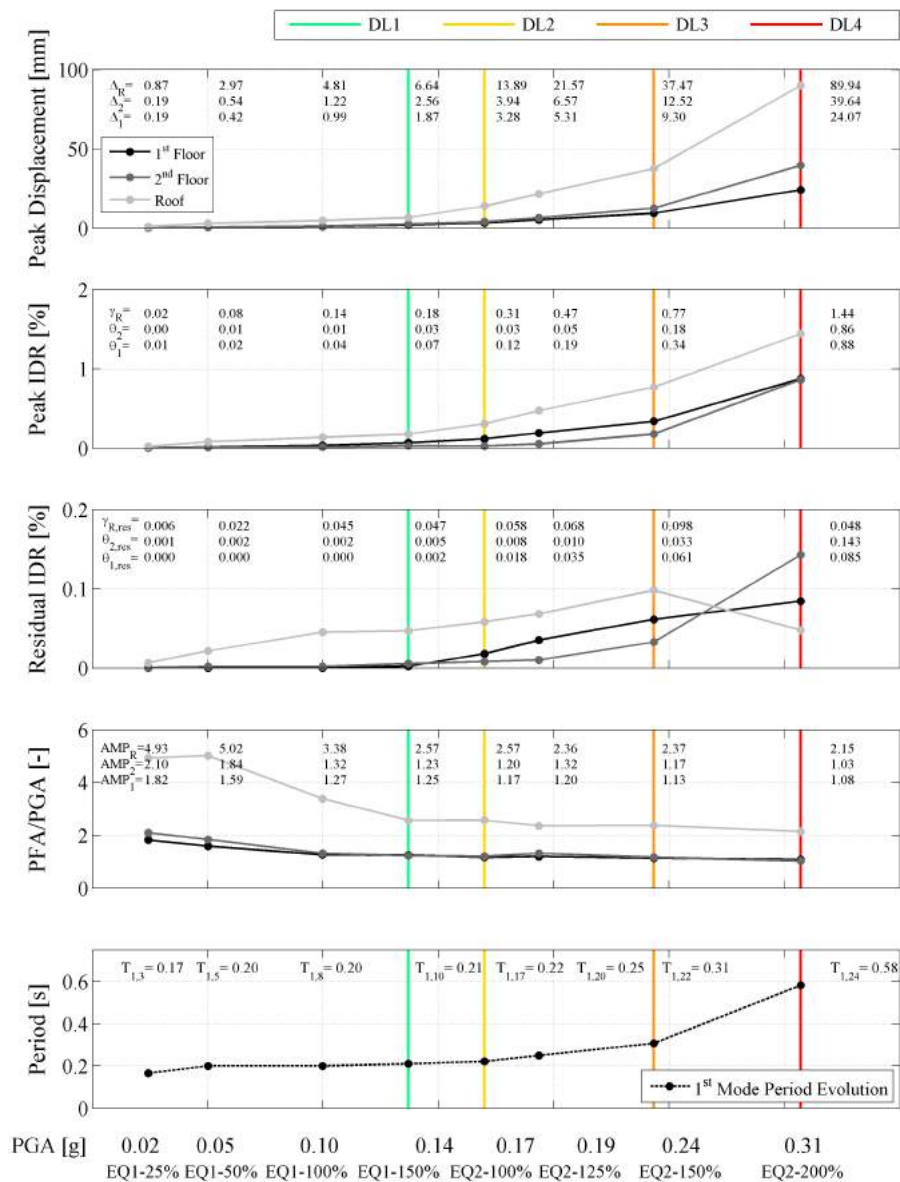 DL1 DL2 DL3 DL4
Peak Displacement [mm]
100
50
0
Δ_R= 0.87 2.97 4.81 6.64 13.89 21.57 37.47 89.94
Δ_2= 0.19 0.54 1.22 2.56 3.94 6.57 12.52 39.64
Δ_1= 0.19 0.42 0.99 1.87 3.28 5.31 9.30 24.07
1st Floor
2nd Floor
Roof
Peak IDR [%]
2
1
0
γ_R= 0.02 0.08 0.14 0.18 0.31 0.47 0.77 1.44
θ_2= 0.00 0.01 0.01 0.03 0.03 0.05 0.18 0.86
θ_1= 0.01 0.02 0.04 0.07 0.12 0.19 0.34 0.88
Residual IDR [%]
0.2
0.1
0
γ_R,res= 0.006 0.022 0.045 0.047 0.058 0.068 0.098 0.048
θ_2,res= 0.001 0.002 0.002 0.005 0.008 0.010 0.033 0.143
θ_1,res= 0.000 0.000 0.000 0.002 0.018 0.035 0.061 0.085
PFA/PGA [-]
6
4
2
0
AMP_R= 4.93 5.02 3.38 2.57 2.57 2.36 2.37 2.15
AMP_2= 2.10 1.84 1.32 1.23 1.20 1.32 1.17 1.03
AMP_1= 1.82 1.59 1.27 1.25 1.17 1.20 1.13 1.08
Period [s]
0.6
0.4
0.2
0
T_1,3= 0.17 T_1,5= 0.20 T_1,8= 0.20 T_1,10= 0.21 T_1,17= 0.22 T_1,20= 0.25 T_1,22= 0.31 T_1,24= 0.58
1st Mode Period Evolution
PGA [g] 0.02 0.05 0.10 0.14 0.17 0.19 0.24 0.31
EQ1-25% EQ1-50% EQ1-100% EQ1-150% EQ2-100% EQ2-125% EQ2-150% EQ2-200%